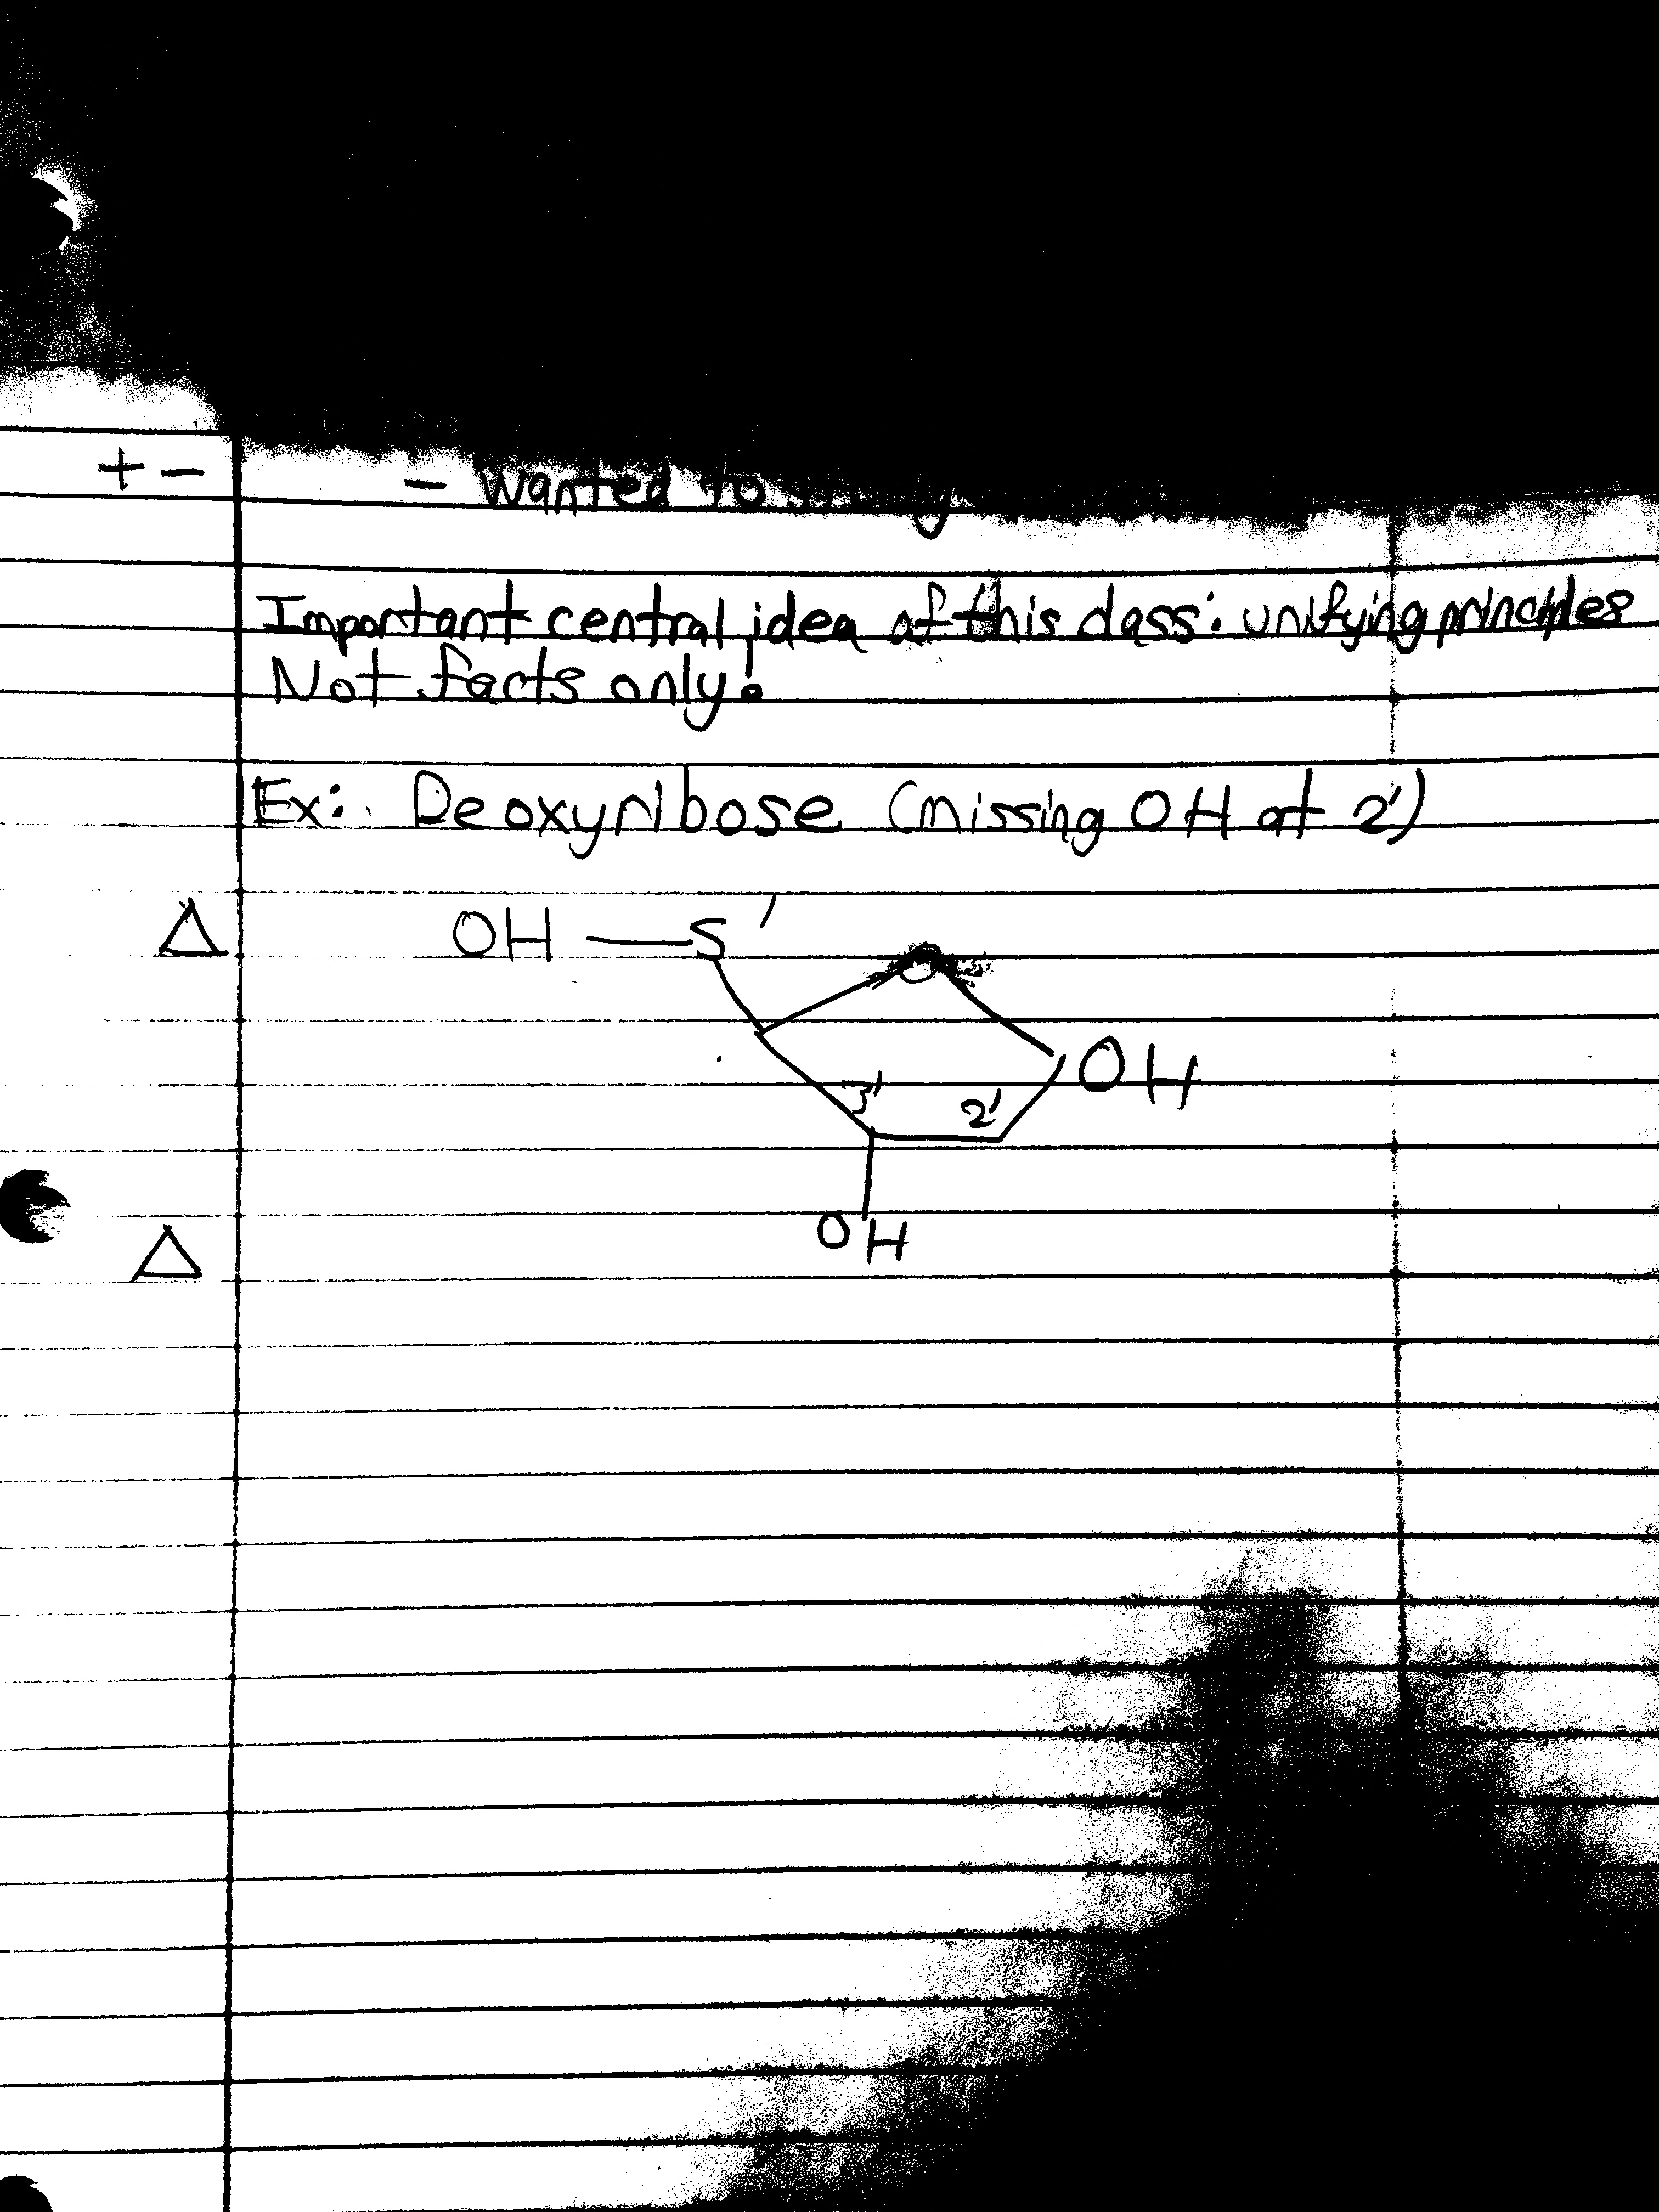 + - - Wanted to study
Important central idea of this class: unifying principles
Not facts only!
Ex: Deoxyribose (missing OH at 2')
Δ OH 5' O
OH
3' 2'
OH
Δ